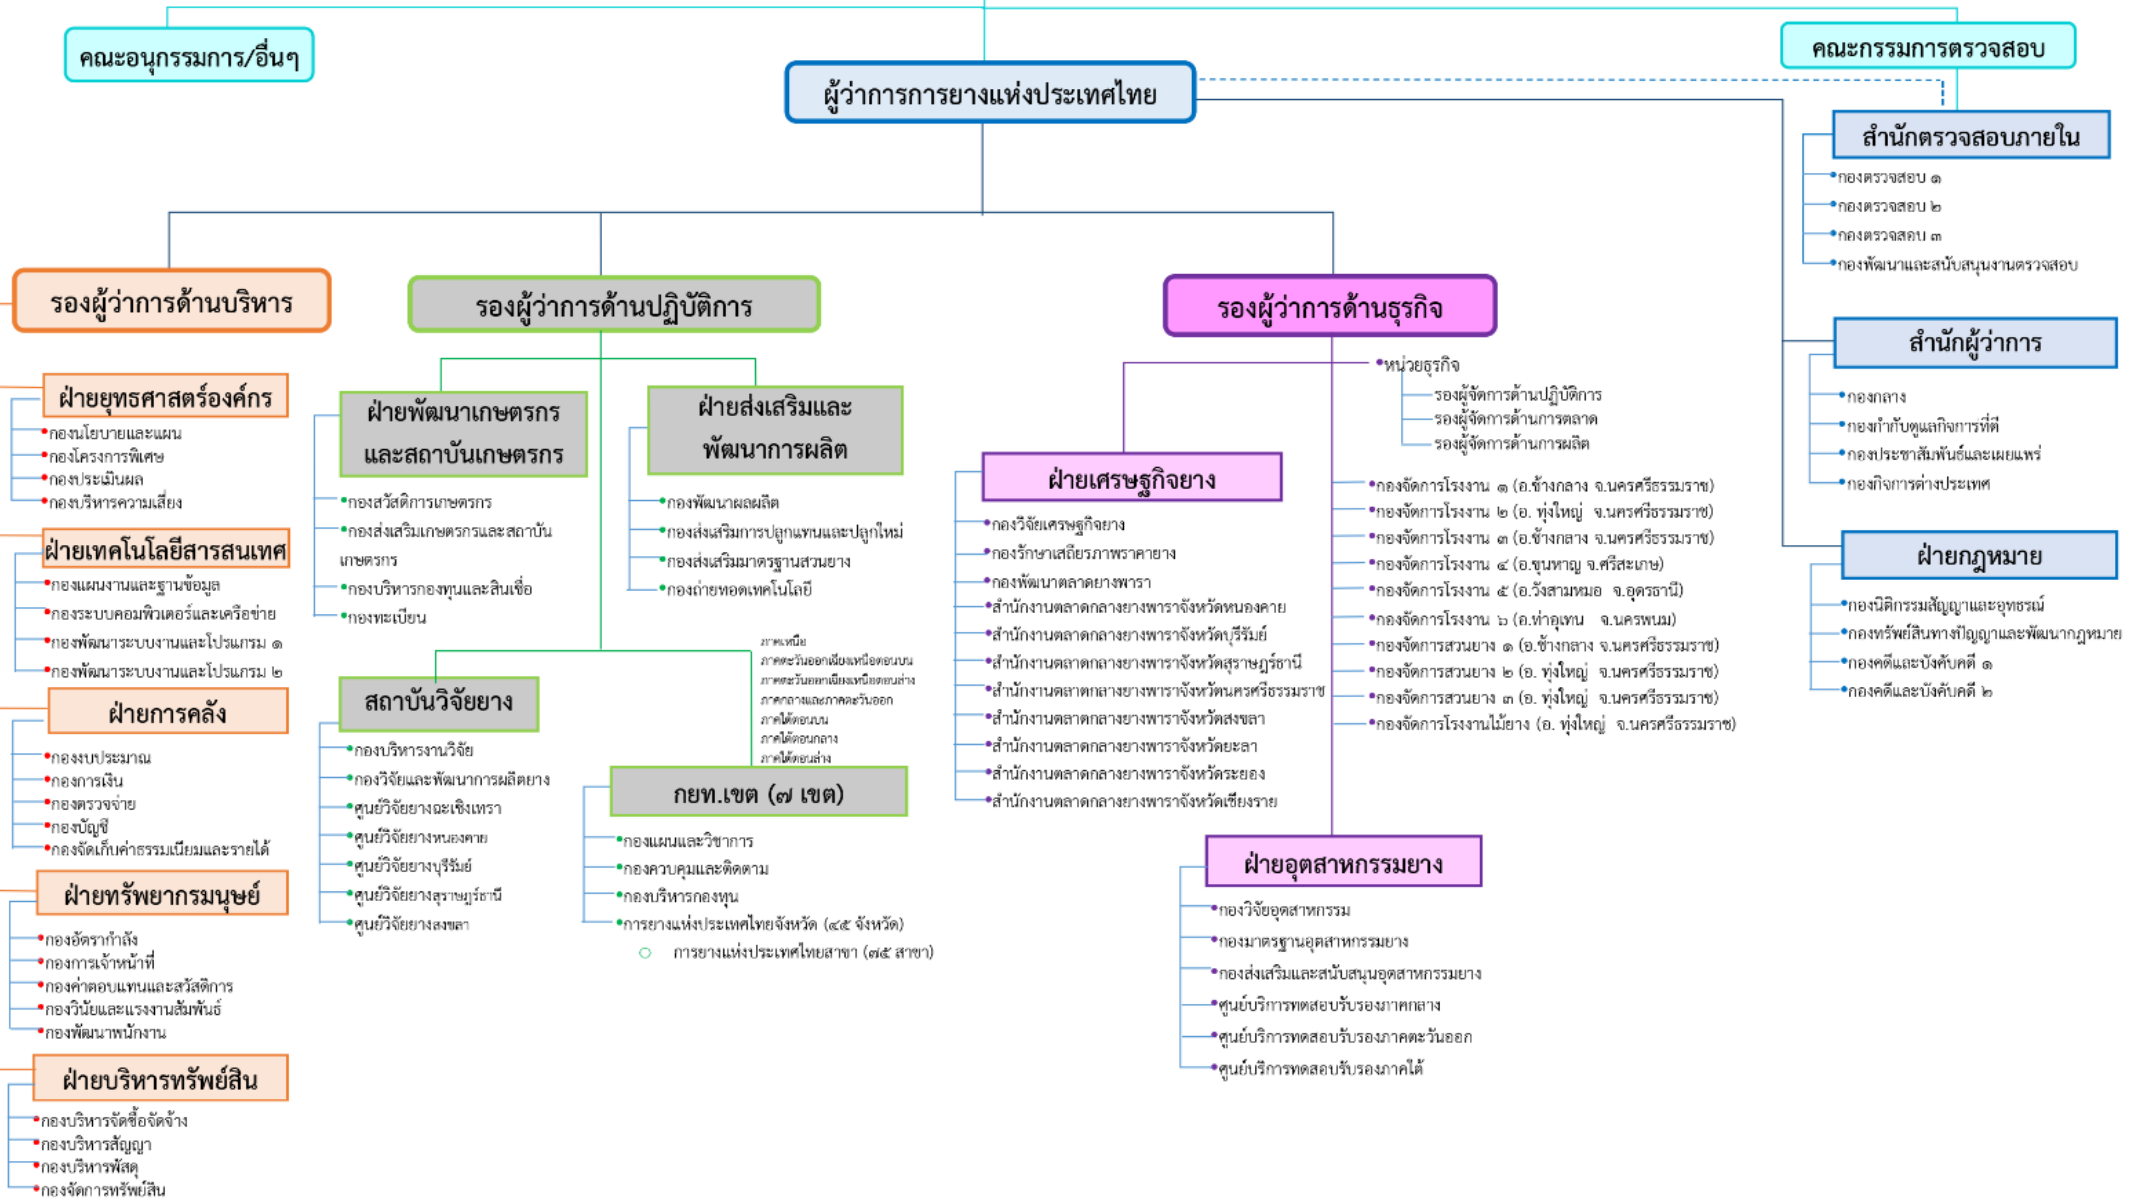 คณะอนุกรรมการ/อื่นๆ
คณะกรรมการตรวจสอบ
ผู้ว่าการการยางแห่งประเทศไทย
สำนักตรวจสอบภายใน
กองตรวจสอบ ๑
กองตรวจสอบ ๒
กองตรวจสอบ ๓
กองพัฒนาและสนับสนุนงานตรวจสอบ
สำนักผู้ว่าการ
กองกลาง
กองกำกับดูแลกิจการที่ดี
กองประชาสัมพันธ์และเผยแพร่
กองกิจการต่างประเทศ
ฝ่ายกฎหมาย
กองนิติกรรมสัญญาและอุทธรณ์
กองทรัพย์สินทางปัญญาและพัฒนากฎหมาย
กองคดีและบังคับคดี ๑
กองคดีและบังคับคดี ๒
รองผู้ว่าการด้านบริหาร
ฝ่ายยุทธศาสตร์องค์กร
กองนโยบายและแผน
กองโครงการพิเศษ
กองประเมินผล
กองบริหารความเสี่ยง
ฝ่ายเทคโนโลยีสารสนเทศ
กองแผนงานและฐานข้อมูล
กองระบบคอมพิวเตอร์และเครือข่าย
กองพัฒนาระบบงานและโปรแกรม ๑
กองพัฒนาระบบงานและโปรแกรม ๒
ฝ่ายการคลัง
กองงบประมาณ
กองการเงิน
กองตรวจจ่าย
กองบัญชี
กองจัดเก็บค่าธรรมเนียมและรายได้
ฝ่ายทรัพยากรมนุษย์
กองอัตรากำลัง
กองการเจ้าหน้าที่
กองค่าตอบแทนและสวัสดิการ
กองวินัยและแรงงานสัมพันธ์
กองพัฒนาพนักงาน
ฝ่ายบริหารทรัพย์สิน
กองบริหารจัดซื้อจัดจ้าง
กองบริหารสัญญา
กองบริหารพัสดุ
กองจัดการทรัพย์สิน
รองผู้ว่าการด้านปฏิบัติการ
ฝ่ายพัฒนาเกษตรกร
และสถาบันเกษตรกร
กองสวัสดิการเกษตรกร
กองส่งเสริมเกษตรกรและสถาบัน
เกษตรกร
กองบริหารกองทุนและสินเชื่อ
กองทะเบียน
ฝ่ายส่งเสริมและ
พัฒนาการผลิต
กองพัฒนาผลผลิต
กองส่งเสริมการปลูกแทนและปลูกใหม่
กองส่งเสริมมาตรฐานสวนยาง
กองถ่ายทอดเทคโนโลยี
สถาบันวิจัยยาง
กองบริหารงานวิจัย
กองวิจัยและพัฒนาการผลิตยาง
ศูนย์วิจัยยางฉะเชิงเทรา
ศูนย์วิจัยยางหนองคาย
ศูนย์วิจัยยางบุรีรัมย์
ศูนย์วิจัยยางสุราษฎร์ธานี
ศูนย์วิจัยยางสงขลา
ภาคเหนือ
ภาคตะวันออกเฉียงเหนือตอนบน
ภาคตะวันออกเฉียงเหนือตอนล่าง
ภาคกลางและภาคตะวันออก
ภาคใต้ตอนบน
ภาคใต้ตอนกลาง
ภาคใต้ตอนล่าง
กยท.เขต (๗ เขต)
กองแผนและวิชาการ
กองควบคุมและติดตาม
กองบริหารกองทุน
การยางแห่งประเทศไทยจังหวัด (๔๕ จังหวัด)
การยางแห่งประเทศไทยสาขา (๗๕ สาขา)
รองผู้ว่าการด้านธุรกิจ
หน่วยธุรกิจ
รองผู้จัดการด้านปฏิบัติการ
รองผู้จัดการด้านการตลาด
รองผู้จัดการด้านการผลิต
ฝ่ายเศรษฐกิจยาง
กองวิจัยเศรษฐกิจยาง
กองรักษาเสถียรภาพราคายาง
กองพัฒนาตลาดยางพารา
สำนักงานตลาดกลางยางพาราจังหวัดหนองคาย
สำนักงานตลาดกลางยางพาราจังหวัดบุรีรัมย์
สำนักงานตลาดกลางยางพาราจังหวัดสุราษฎร์ธานี
สำนักงานตลาดกลางยางพาราจังหวัดนครศรีธรรมราช
สำนักงานตลาดกลางยางพาราจังหวัดสงขลา
สำนักงานตลาดกลางยางพาราจังหวัดยะลา
สำนักงานตลาดกลางยางพาราจังหวัดระยอง
สำนักงานตลาดกลางยางพาราจังหวัดเชียงราย
กองจัดการโรงงาน ๑ (อ.ช้างกลาง จ.นครศรีธรรมราช)
กองจัดการโรงงาน ๒ (อ. ทุ่งใหญ่ จ.นครศรีธรรมราช)
กองจัดการโรงงาน ๓ (อ.ช้างกลาง จ.นครศรีธรรมราช)
กองจัดการโรงงาน ๔ (อ.ขุนหาญ จ.ศรีสะเกษ)
กองจัดการโรงงาน ๕ (อ.วังสามหมอ จ.อุดรธานี)
กองจัดการโรงงาน ๖ (อ.ท่าอุเทน จ.นครพนม)
กองจัดการสวนยาง ๑ (อ.ช้างกลาง จ.นครศรีธรรมราช)
กองจัดการสวนยาง ๒ (อ. ทุ่งใหญ่ จ.นครศรีธรรมราช)
กองจัดการสวนยาง ๓ (อ. ทุ่งใหญ่ จ.นครศรีธรรมราช)
กองจัดการโรงงานไม้ยาง (อ. ทุ่งใหญ่ จ.นครศรีธรรมราช)
ฝ่ายอุตสาหกรรมยาง
กองวิจัยอุตสาหกรรม
กองมาตรฐานอุตสาหกรรมยาง
กองส่งเสริมและสนับสนุนอุตสาหกรรมยาง
ศูนย์บริการทดสอบรับรองภาคกลาง
ศูนย์บริการทดสอบรับรองภาคตะวันออก
ศูนย์บริการทดสอบรับรองภาคใต้